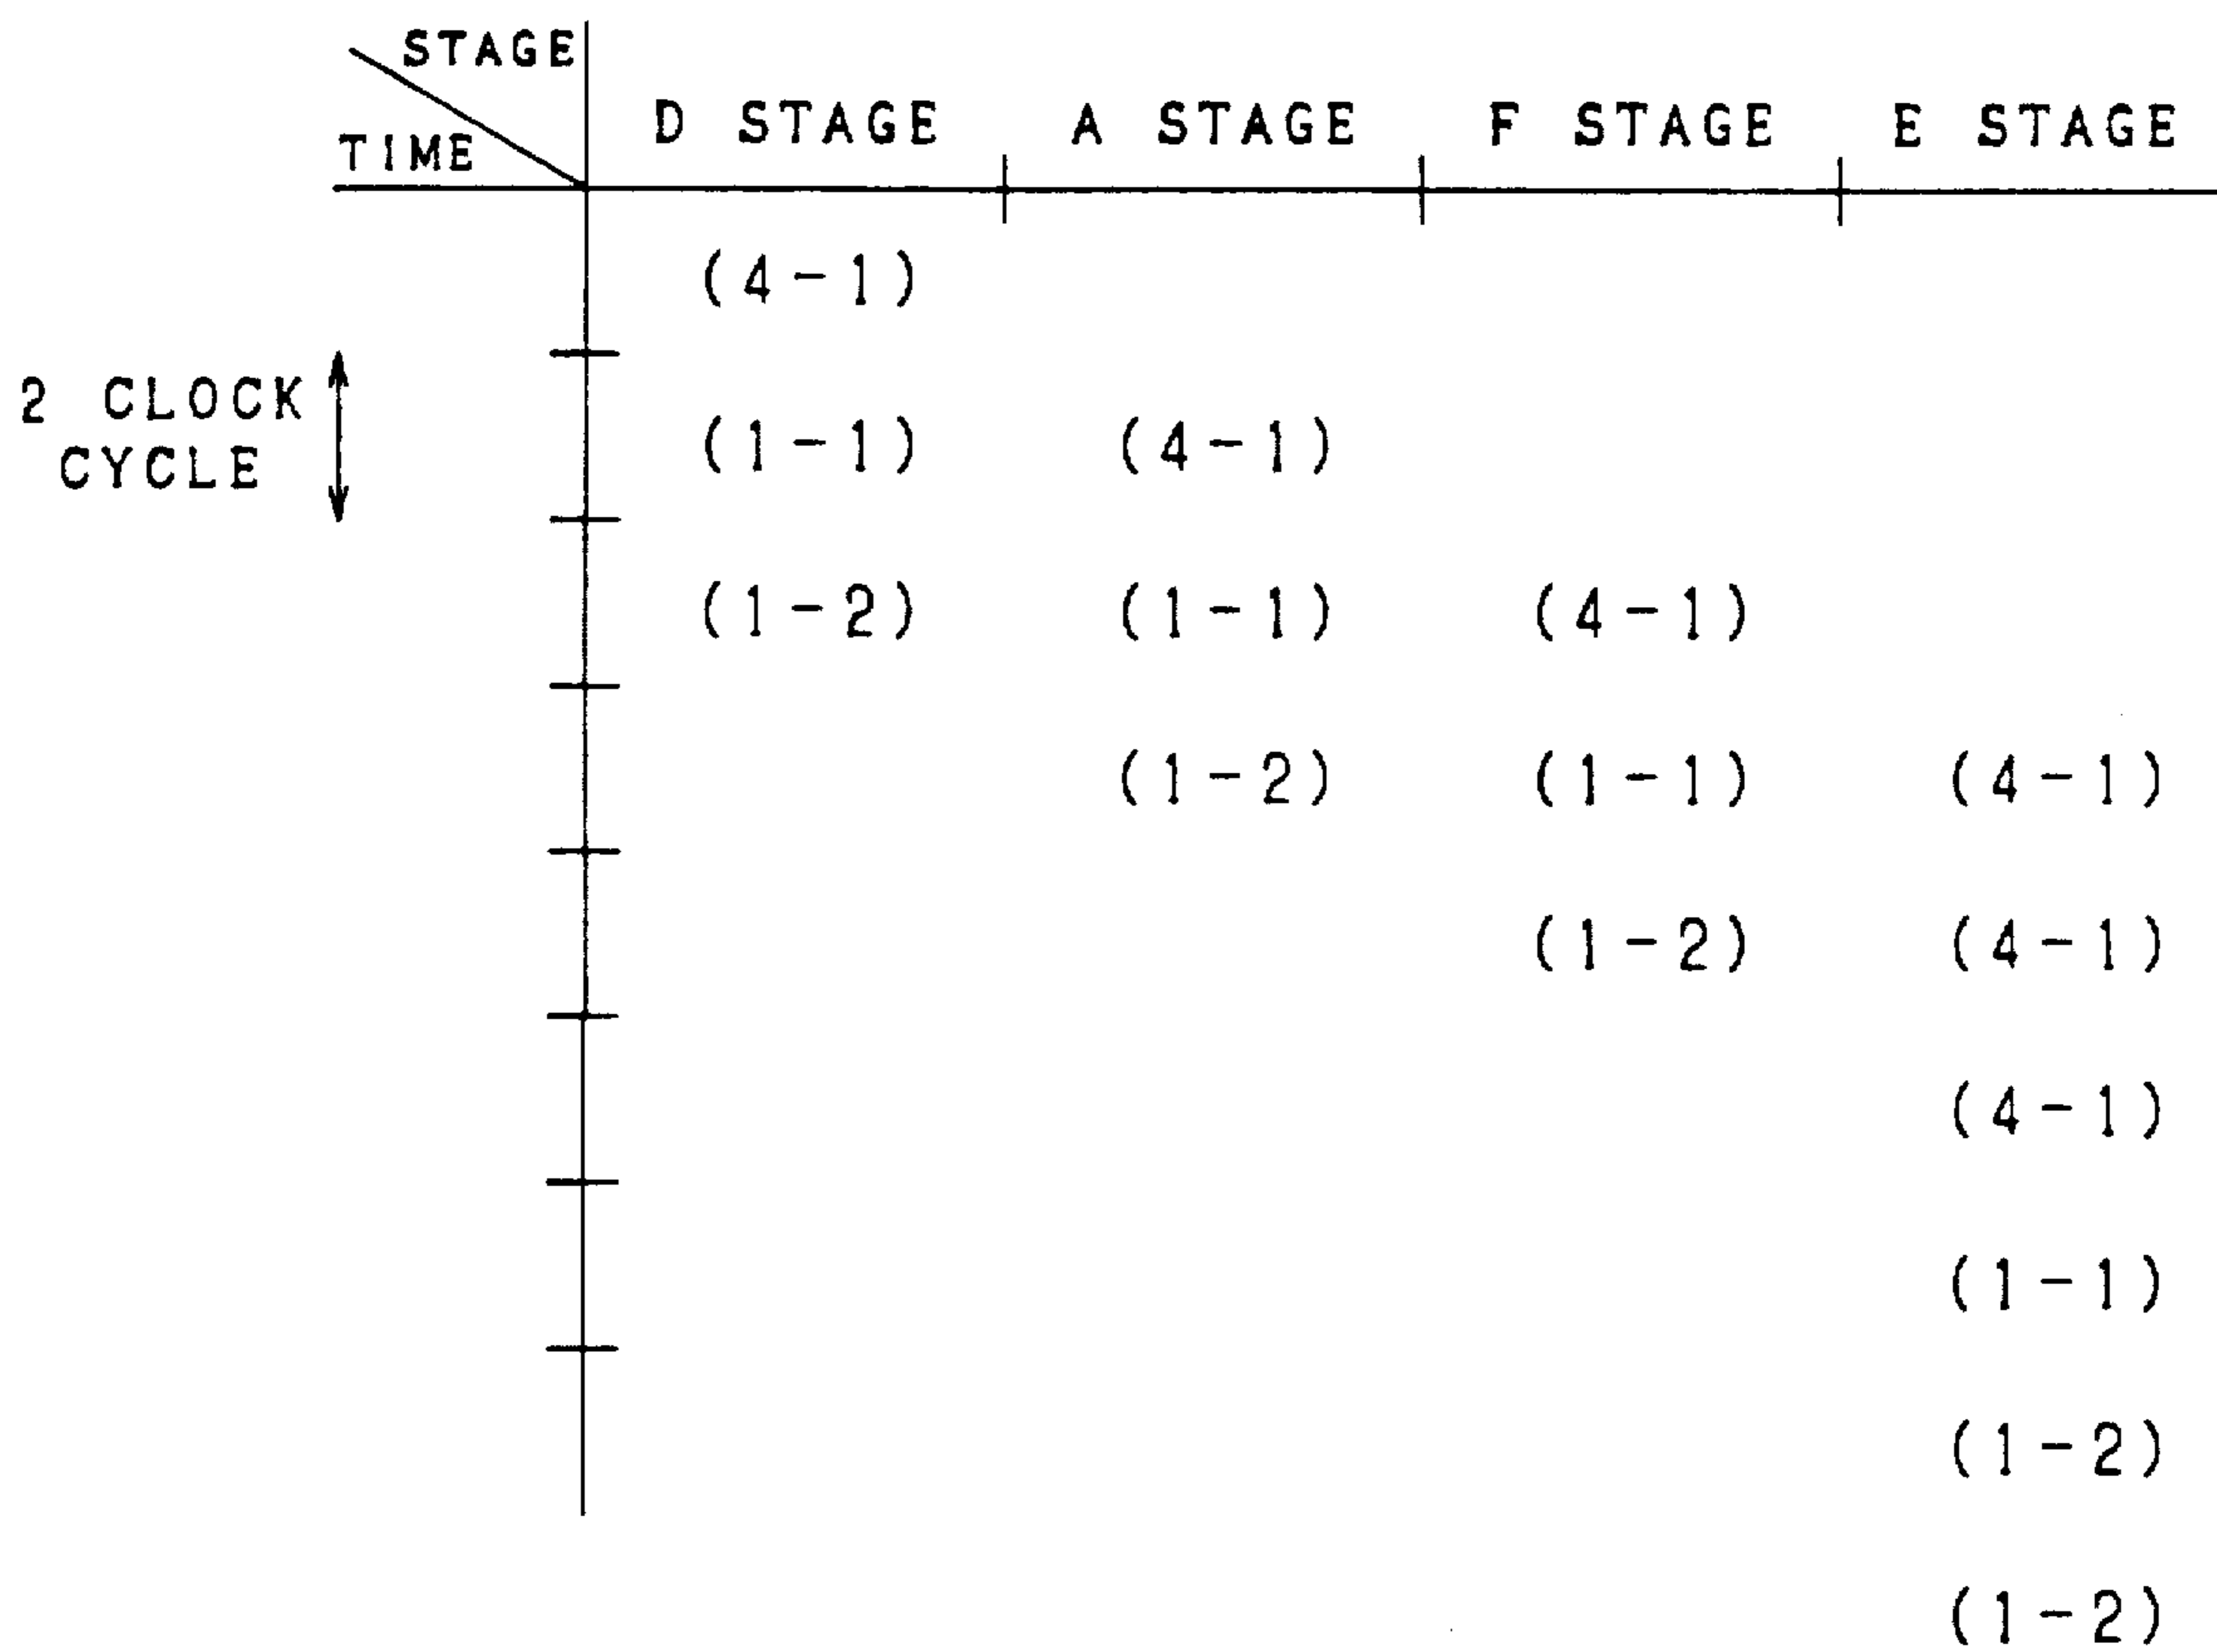 STAGE
TIME
D STAGE A STAGE F STAGE E STAGE
(4-1)
2 CLOCK
CYCLE
(1-1) (4-1)
(1-2) (1-1) (4-1)
(1-2) (1-1) (4-1)
(1-2) (4-1)
(4-1)
(1-1)
(1-2)
(1-2)